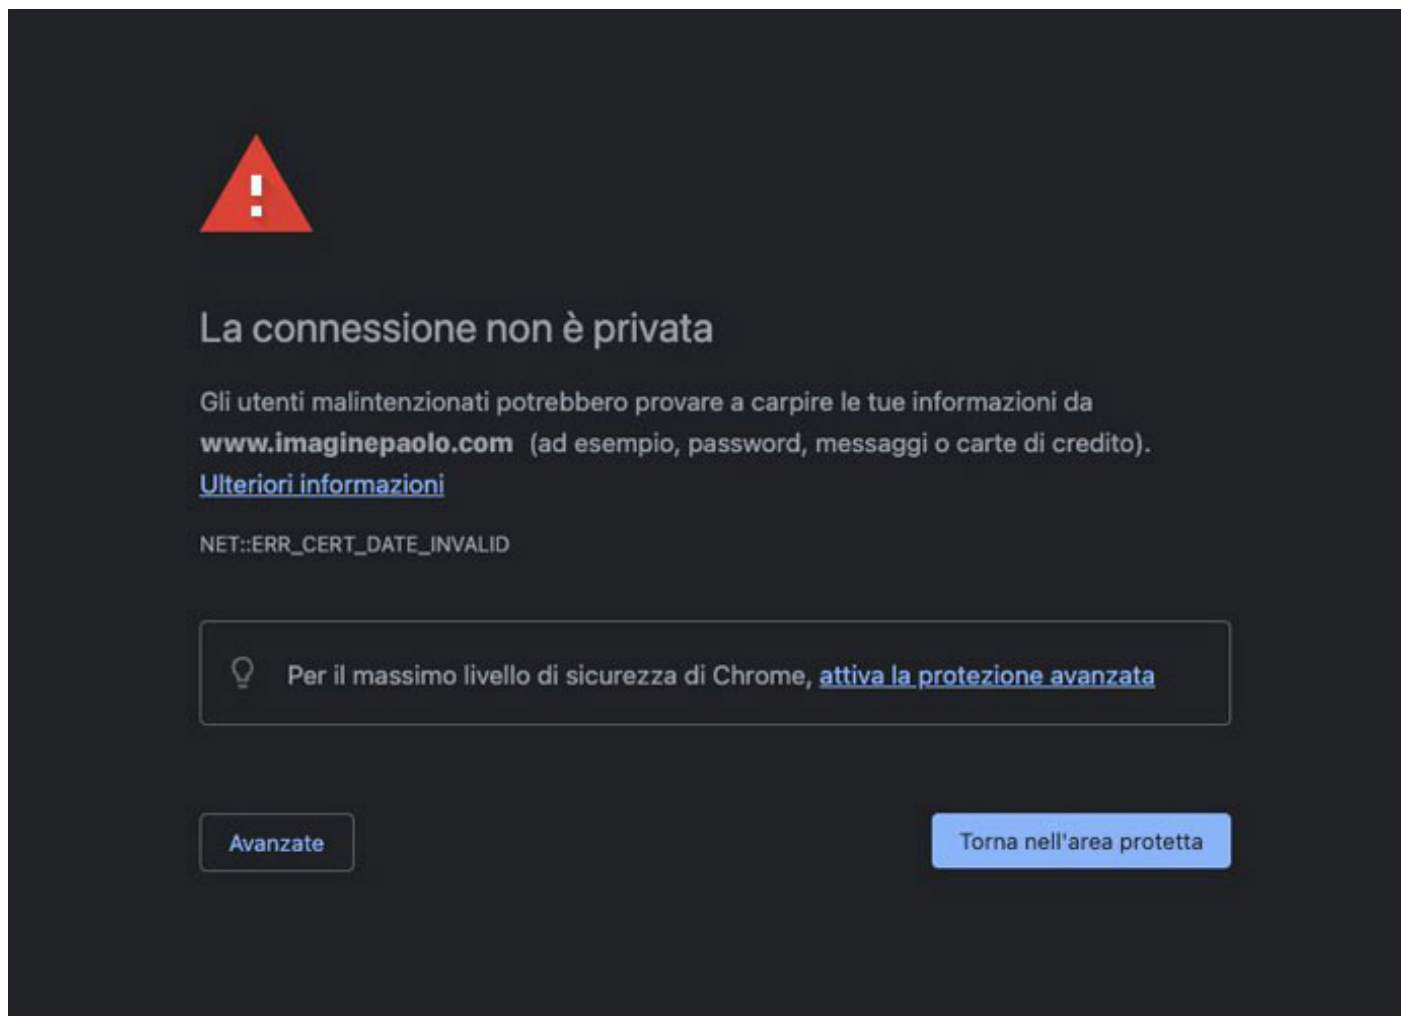 La connessione non è privata
Gli utenti malintenzionati potrebbero provare a carpire le tue informazioni da
www.imaginepaolo.com (ad esempio, password, messaggi o carte di credito).
Ulteriori informazioni
NET::ERR_CERT_DATE_INVALID
Per il massimo livello di sicurezza di Chrome, attiva la protezione avanzata
Avanzate
Torna nell'area protetta